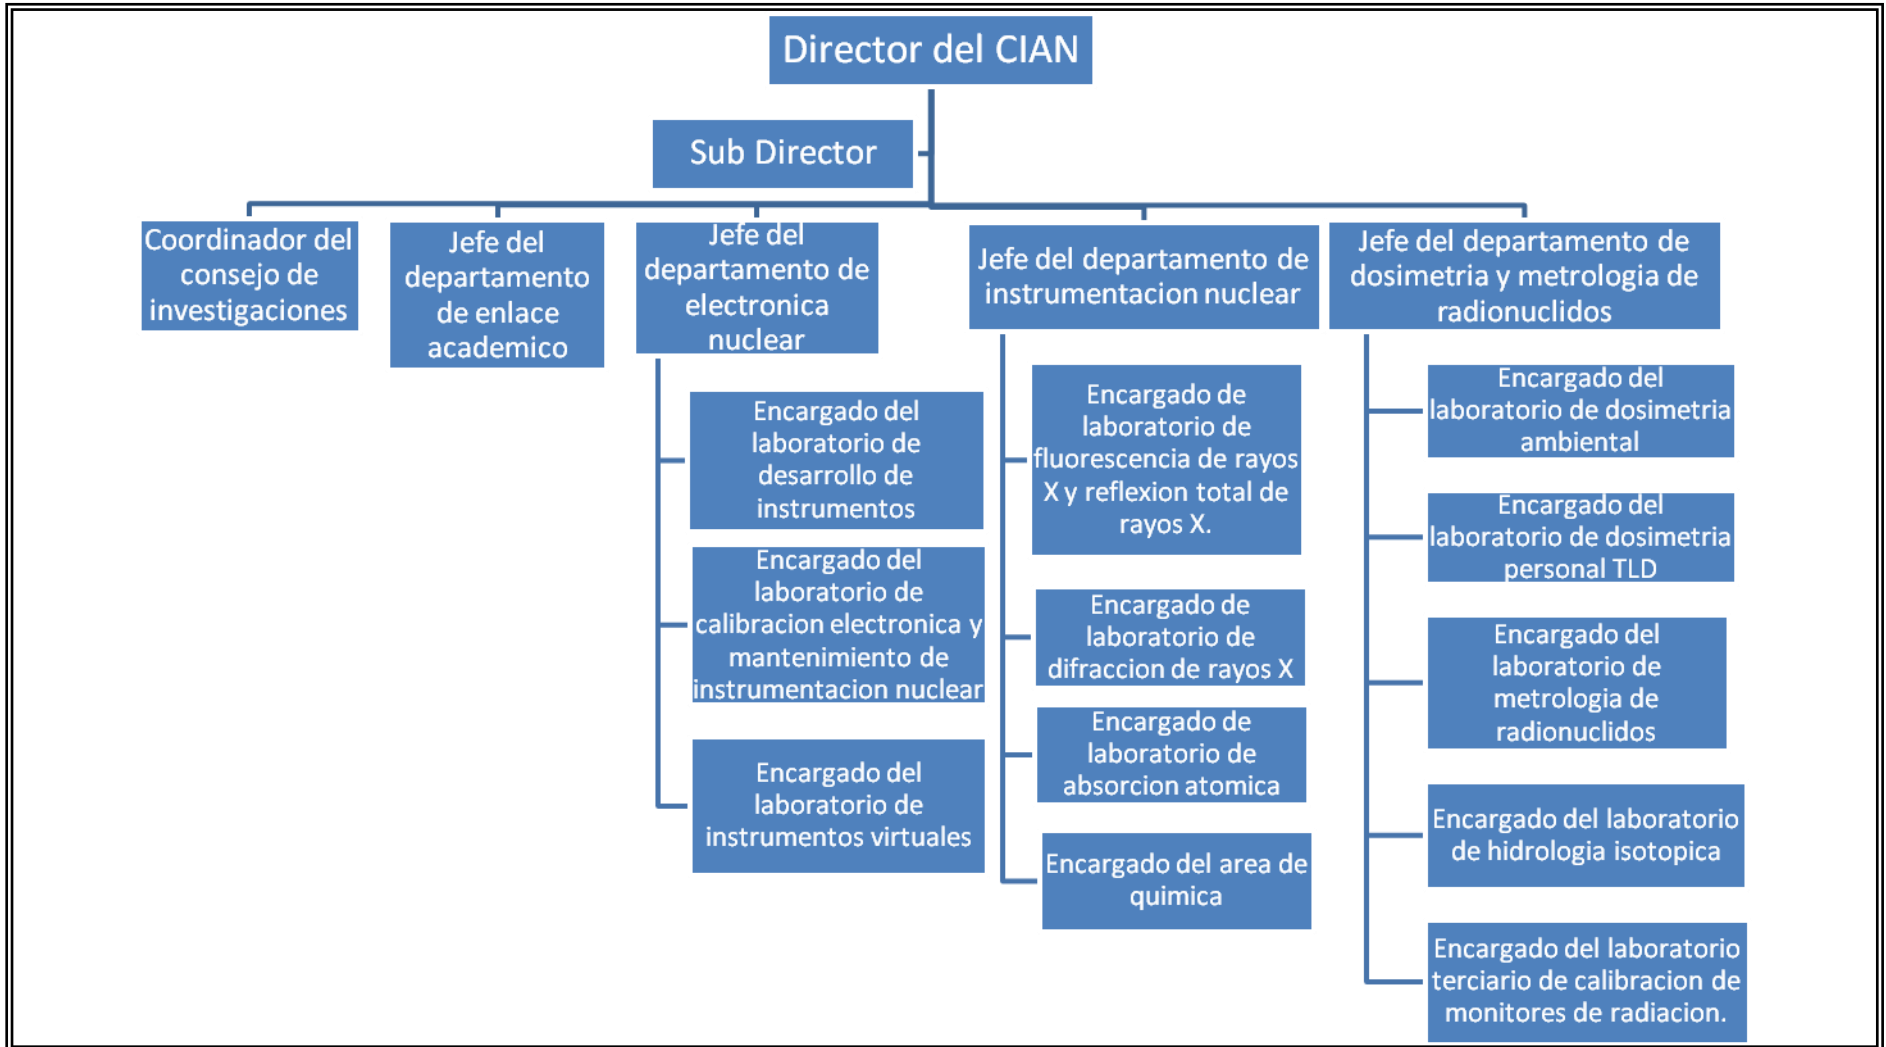 Director del CIAN
Sub Director
Coordinador del
consejo de
investigaciones
Jefe del
departamento
de enlace
academico
Jefe del
departamento de
electronica
nuclear
Jefe del departamento de
instrumentacion nuclear
Jefe del departamento de
dosimetria y metrologia de
radionuclidos
Encargado del
laboratorio de
desarrollo de
instrumentos
Encargado del
laboratorio de
calibracion electronica y
mantenimiento de
instrumentacion nuclear
Encargado del
laboratorio de
instrumentos virtuales
Encargado de
laboratorio de
fluorescencia de rayos
X y reflexion total de
rayos X.
Encargado de
laboratorio de
difraccion de rayos X
Encargado de
laboratorio de
absorcion atomica
Encargado del area de
quimica
Encargado del
laboratorio de dosimetria
ambiental
Encargado del
laboratorio de dosimetria
personal TLD
Encargado del
laboratorio de
metrologia de
radionuclidos
Encargado del laboratorio
de hidrologia isotopica
Encargado del laboratorio
terciario de calibracion de
monitores de radiacion.